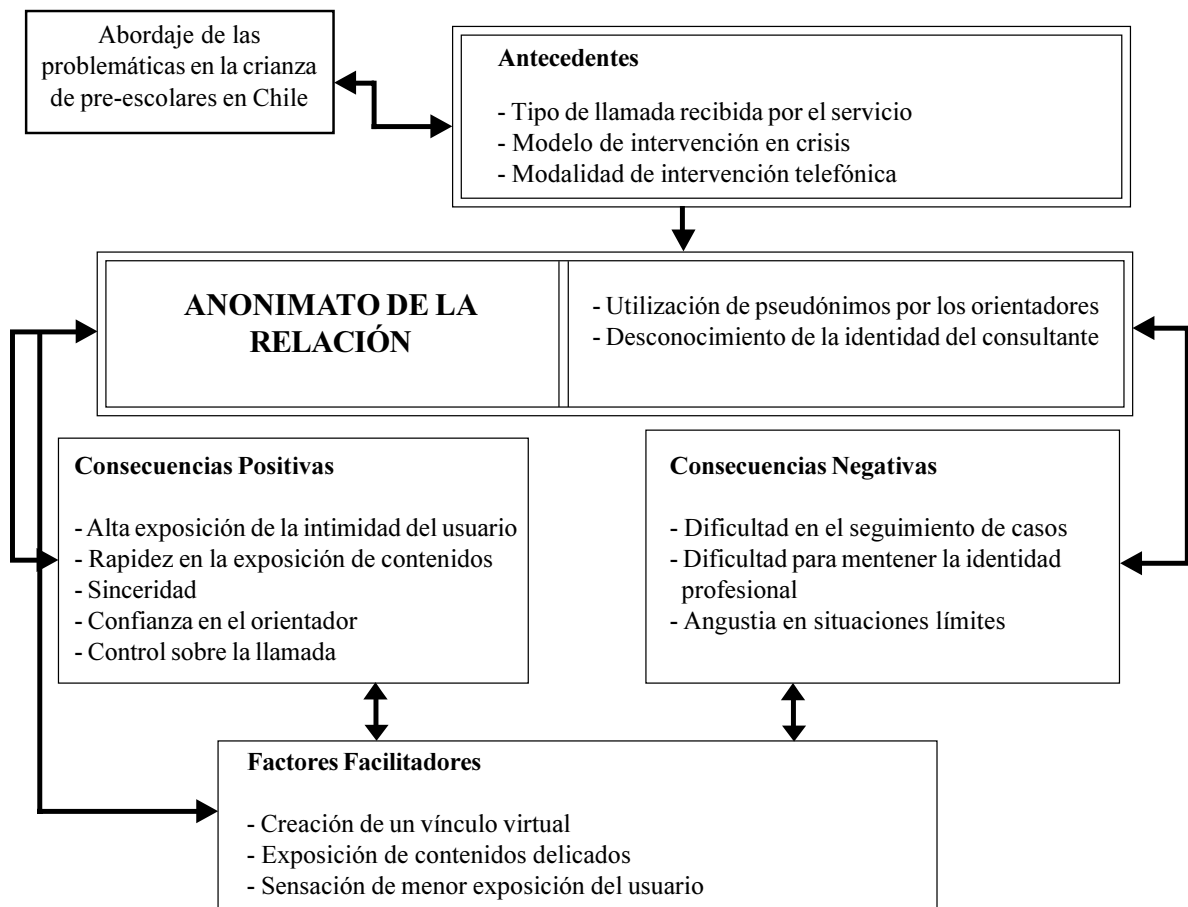 Abordaje de las
problemáticas en la crianza
de pre-escolares en Chile
Antecedentes
- Tipo de llamada recibida por el servicio
- Modelo de intervención en crisis
- Modalidad de intervención telefónica
ANONIMATO DE LA
RELACIÓN
- Utilización de pseudónimos por los orientadores
- Desconocimiento de la identidad del consultante
Consecuencias Positivas
- Alta exposición de la intimidad del usuario
- Rapidez en la exposición de contenidos
- Sinceridad
- Confianza en el orientador
- Control sobre la llamada
Consecuencias Negativas
- Dificultad en el seguimiento de casos
- Dificultad para mentener la identidad
profesional
- Angustia en situaciones límites
Factores Facilitadores
- Creación de un vínculo virtual
- Exposición de contenidos delicados
- Sensación de menor exposición del usuario